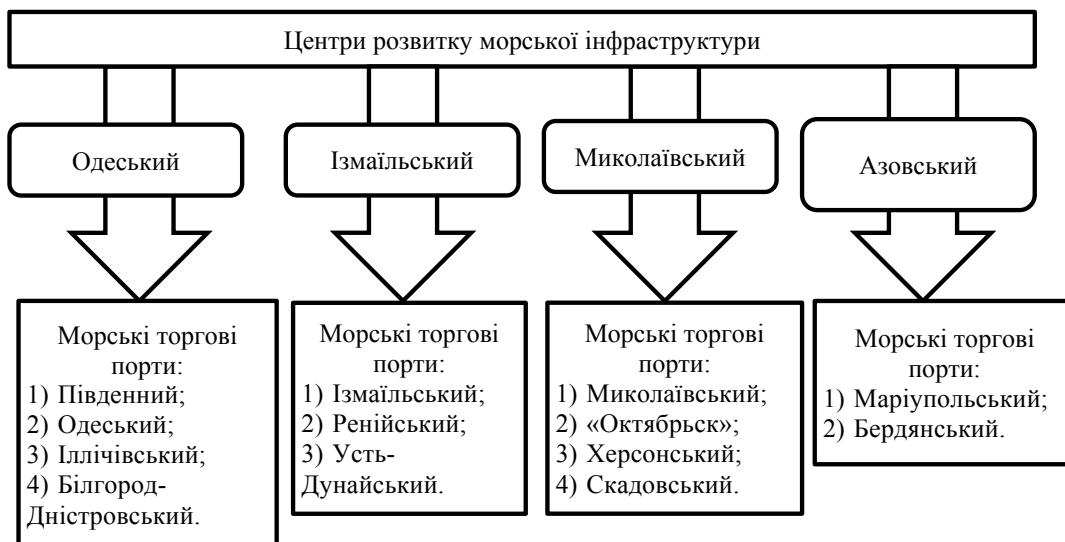 Центри розвитку морської інфраструктури
Одеський
Ізмаїльський
Миколаївський
Азовський
Морські торгові
порти:
1) Південний;
2) Одеський;
3) Іллічівський;
4) Білгород-
Дністровський.
Морські торгові
порти:
1) Ізмаїльський;
2) Ренійський;
3) Усть-
Дунайський.
Морські торгові
порти:
1) Миколаївський;
2) «Октябрьск»;
3) Херсонський;
4) Скадовський.
Морські торгові
порти:
1) Маріупольський;
2) Бердянський.